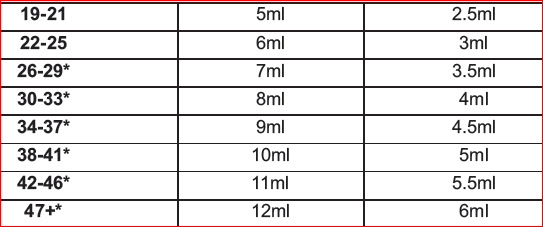 19-21 5ml 2.5ml
22-25 6ml 3ml
26-29* 7ml 3.5ml
30-33* 8ml 4ml
34-37* 9ml 4.5ml
38-41* 10ml 5ml
42-46* 11ml 5.5ml
47+* 12ml 6ml